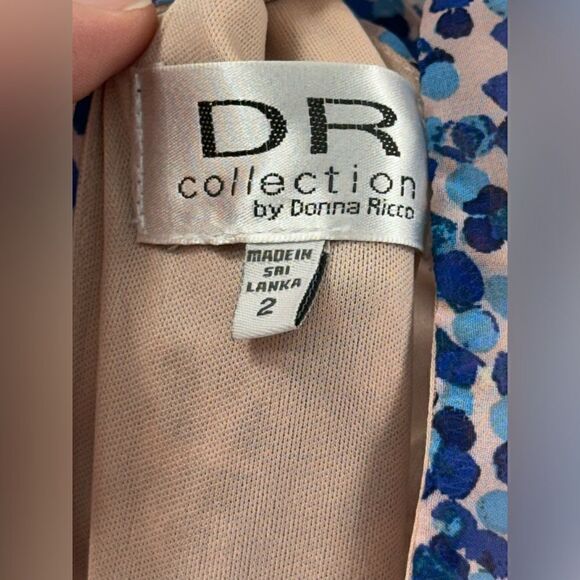 DR
collection
by Donna Ricco
MADE IN
SRI
LANKA
2